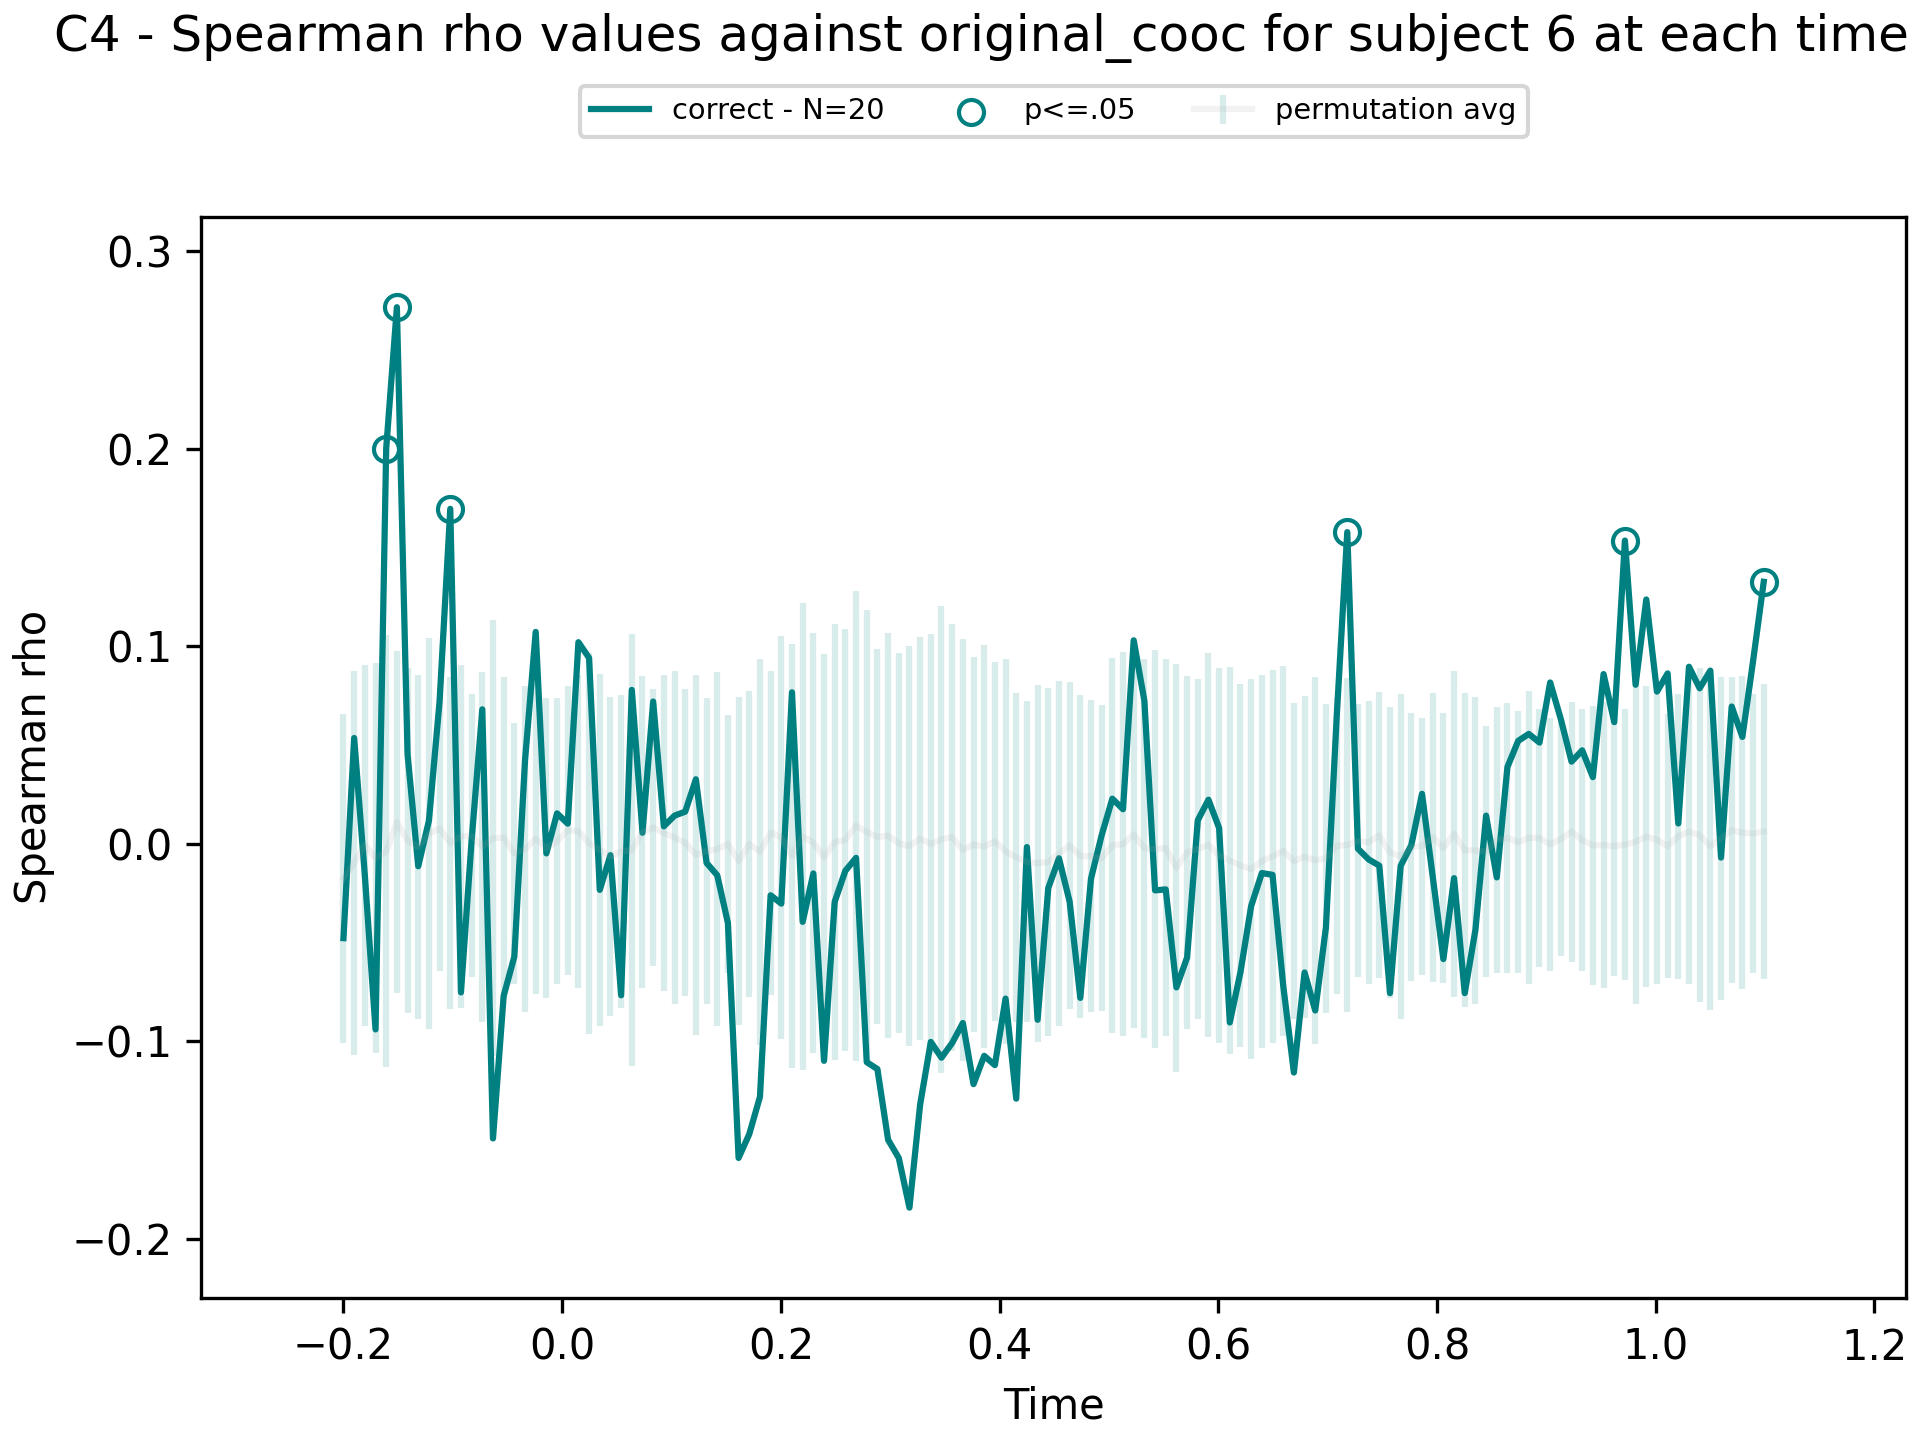 C4 - Spearman rho values against original_cooc for subject 6 at each time
correct - N=20 p<=.05 permutation avg
0.3
0.2
0.1
0.0
−0.1
−0.2
Spearman rho
−0.2 0.0 0.2 0.4 0.6 0.8 1.0 1.2
Time